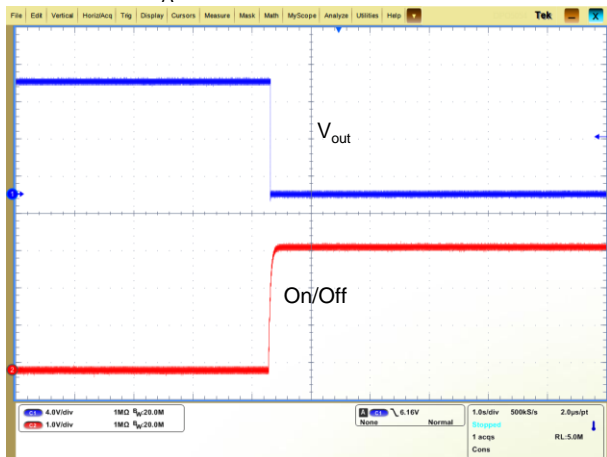 A
File Edit Vertical Horiz/Acq Trig Display Cursors Measure Mask Math MyScope Analyze Utilities Help Tek X
Vout
1
On/Off
2
C1 4.0V/div 1MΩ BW:20.0M
C2 1.0V/div 1MΩ BW:20.0M
A C1 6.16V
None Normal
1.0s/div 500kS/s 2.0µs/pt
Stopped
1 acqs RL:5.0M
Cons